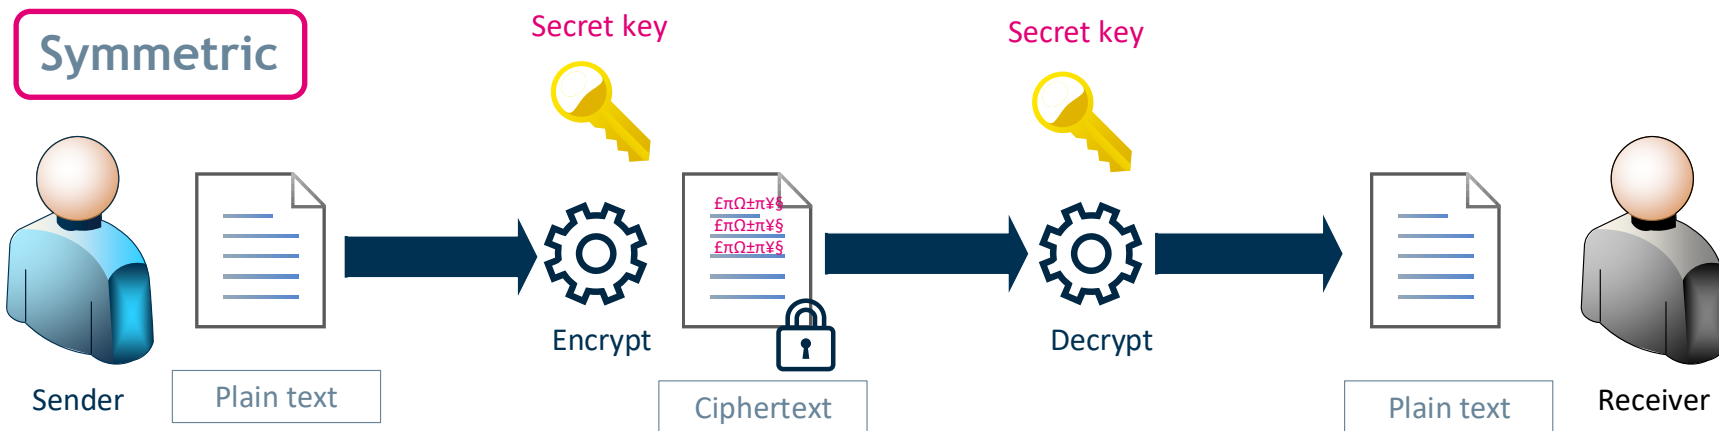 Symmetric
Secret key
Secret key
£πΩ±π¥§
£πΩ±π¥§
£πΩ±π¥§
Encrypt
Decrypt
Sender
Plain text
Ciphertext
Plain text
Receiver